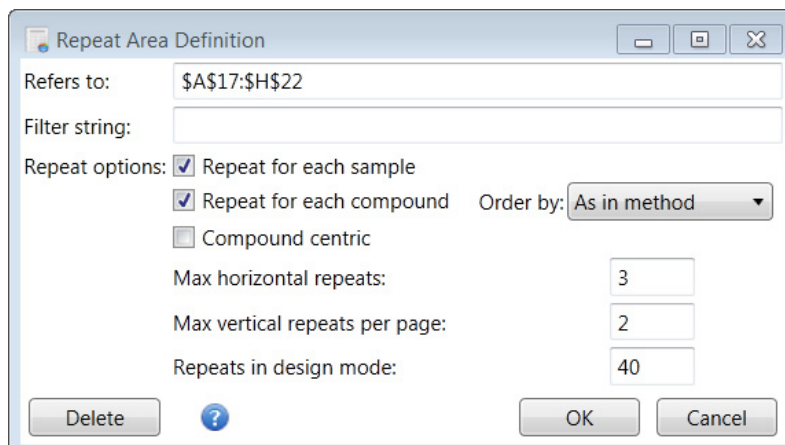 Repeat Area Definition
Refers to: $A$17:$H$22
Filter string:
Repeat options: Repeat for each sample
Repeat for each compound Order by: As in method
Compound centric
Max horizontal repeats: 3
Max vertical repeats per page: 2
Repeats in design mode: 40
Delete ? OK Cancel